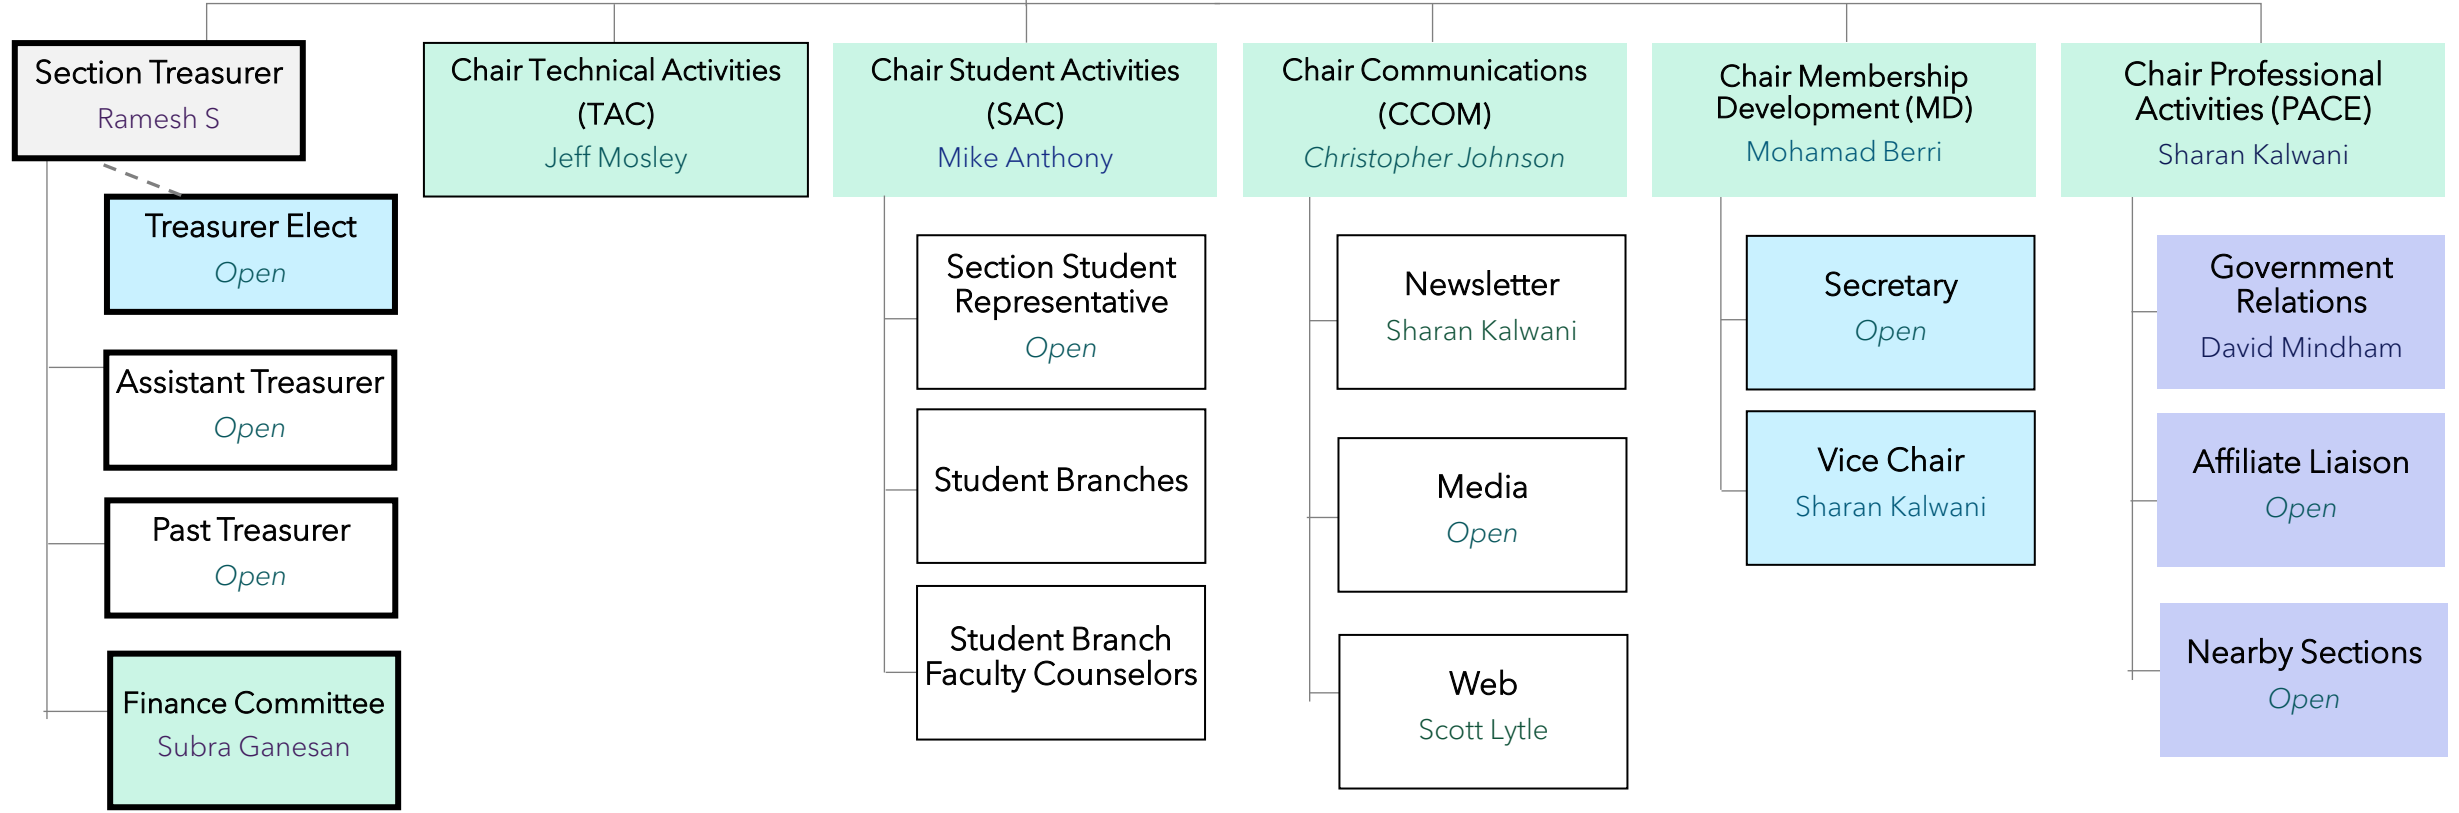 Section Treasurer
Ramesh S
Treasurer Elect
Open
Assistant Treasurer
Open
Past Treasurer
Open
Finance Committee
Subra Ganesan
Chair Technical Activities
(TAC)
Jeff Mosley
Chair Student Activities
(SAC)
Mike Anthony
Section Student
Representative
Open
Student Branches
Student Branch
Faculty Counselors
Chair Communications
(CCOM)
Christopher Johnson
Newsletter
Sharan Kalwani
Media
Open
Web
Scott Lytle
Chair Membership
Development (MD)
Mohamad Berri
Secretary
Open
Vice Chair
Sharan Kalwani
Chair Professional
Activities (PACE)
Sharan Kalwani
Government
Relations
David Mindham
Affiliate Liaison
Open
Nearby Sections
Open